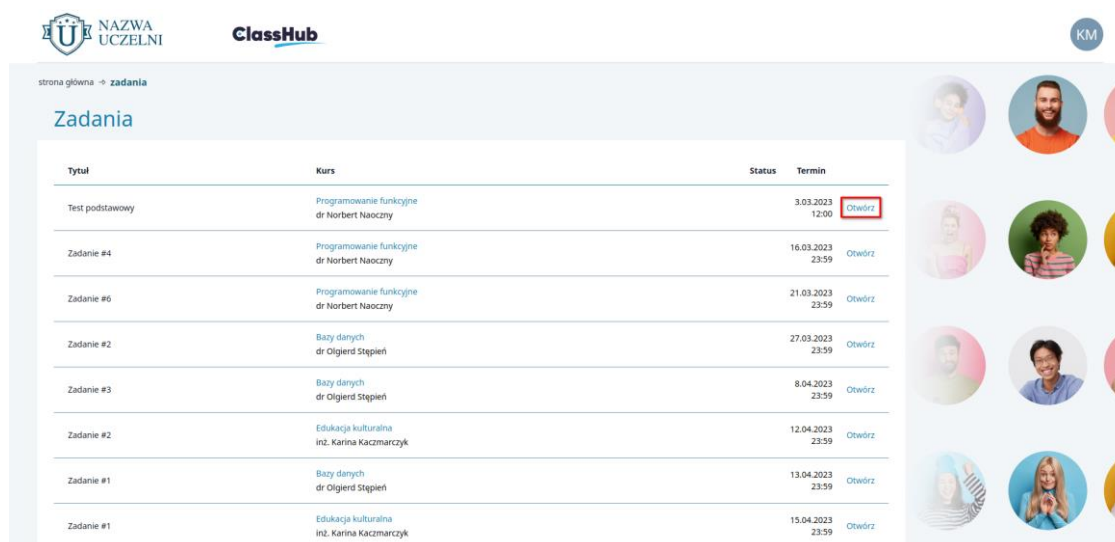 NAZWA
UCZELNI
ClassHub
KM
strona główna → zadania
Zadania
Tytuł Kurs Status Termin
Test podstawowy Programowanie funkcyjne dr Norbert Naoczny 3.03.2023 12:00 Otwórz
Zadanie #4 Programowanie funkcyjne dr Norbert Naoczny 16.03.2023 23:59 Otwórz
Zadanie #6 Programowanie funkcyjne dr Norbert Naoczny 21.03.2023 23:59 Otwórz
Zadanie #2 Bazy danych dr Olgierd Stępień 27.03.2023 23:59 Otwórz
Zadanie #3 Bazy danych dr Olgierd Stępień 8.04.2023 23:59 Otwórz
Zadanie #2 Edukacja kulturalna inż. Karina Kaczmarczyk 12.04.2023 23:59 Otwórz
Zadanie #1 Bazy danych dr Olgierd Stępień 13.04.2023 23:59 Otwórz
Zadanie #1 Edukacja kulturalna inż. Karina Kaczmarczyk 15.04.2023 23:59 Otwórz